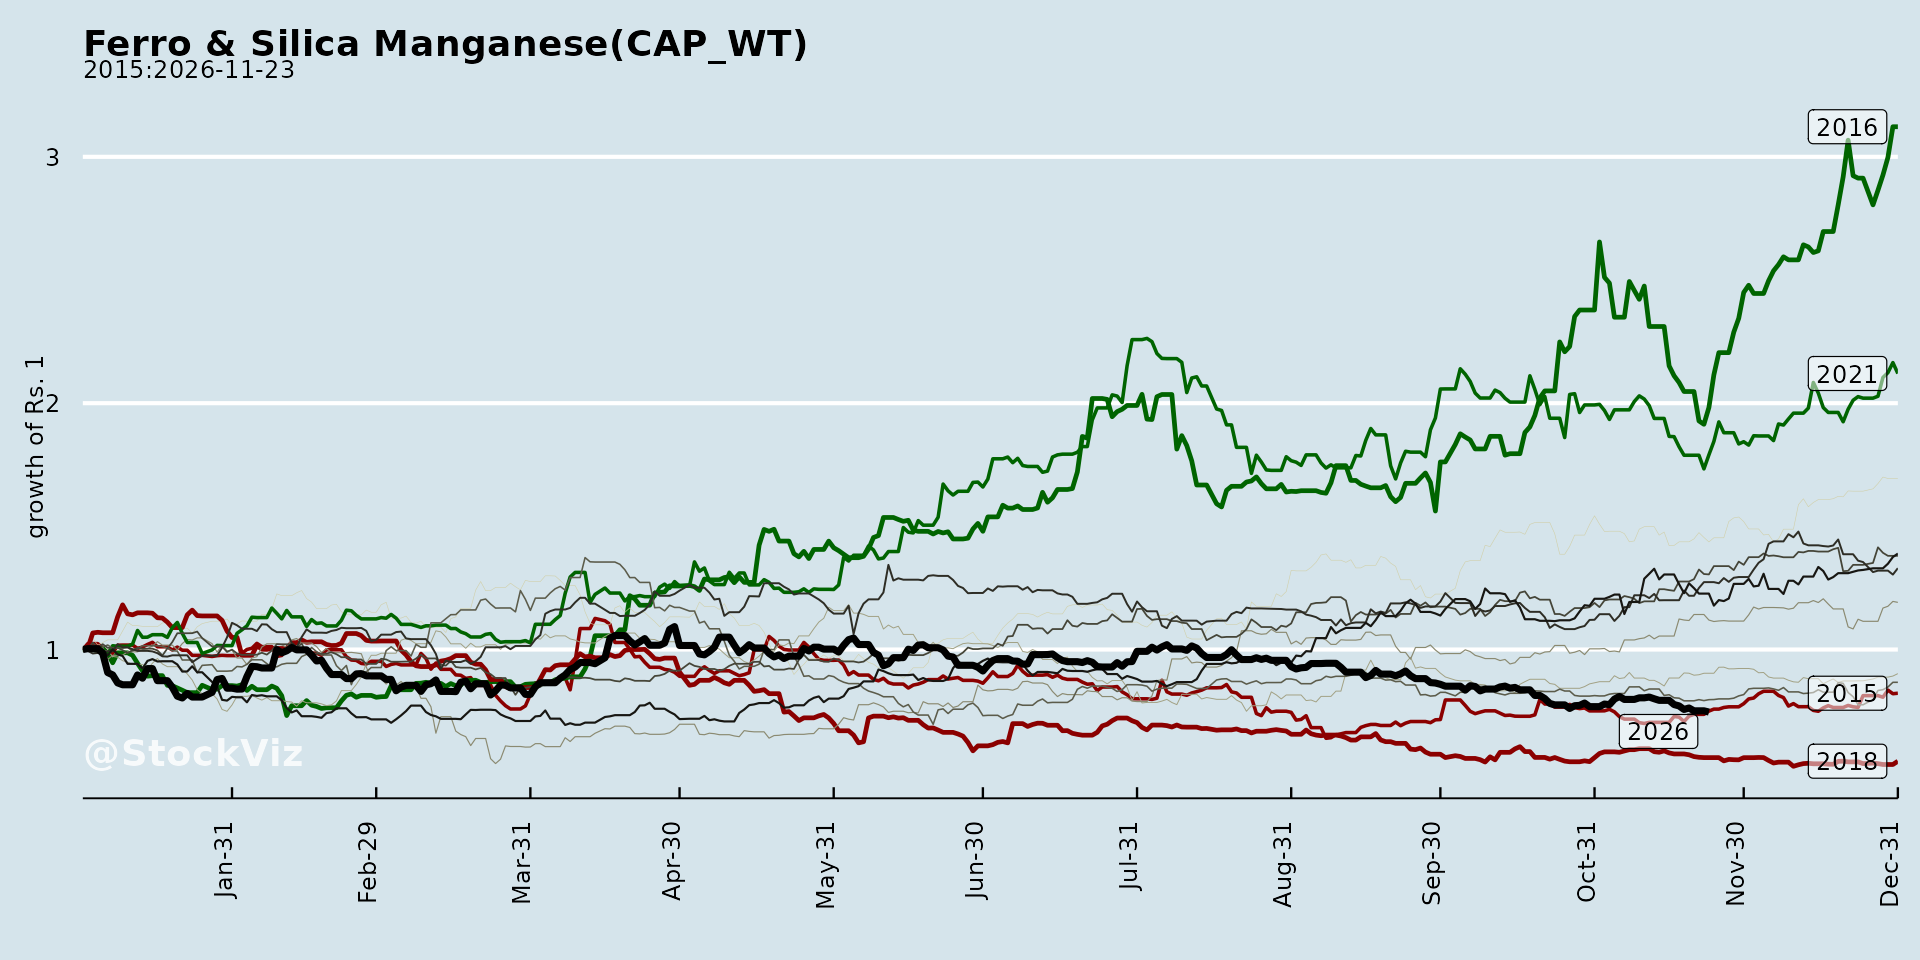 Ferro & Silica Manganese(CAP_WT)
2015:2026-11-23
growth of Rs. 1
3
2
1
2016
2021
2015
2026
2018
@StockViz
Jan-31
Feb-29
Mar-31
Apr-30
May-31
Jun-30
Jul-31
Aug-31
Sep-30
Oct-31
Nov-30
Dec-31